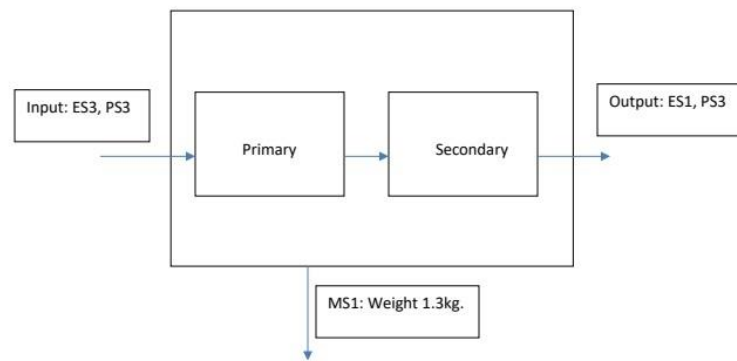 Input: ES3, PS3
Output: ES1, PS3
Primary
Secondary
MS1: Weight 1.3kg.